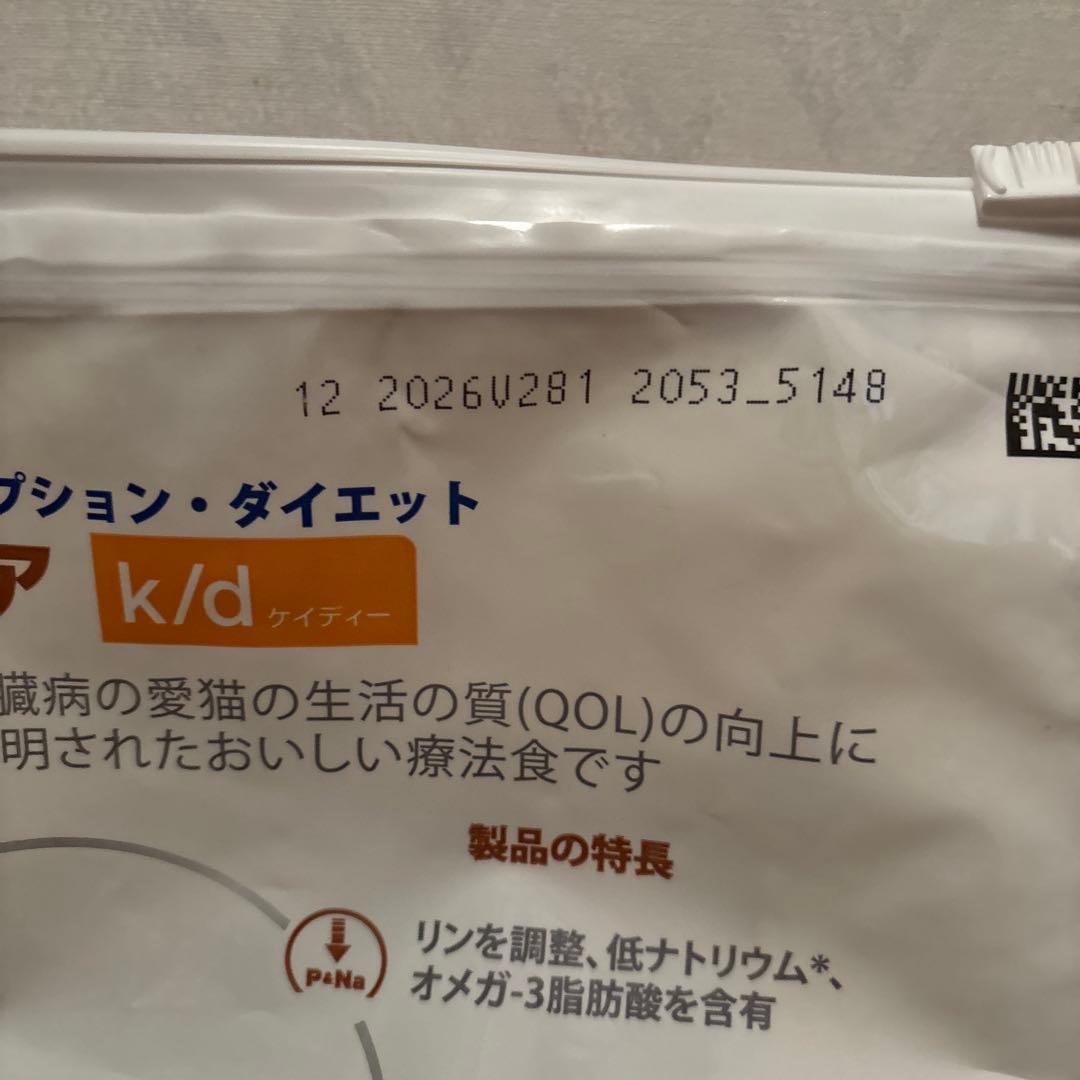 12 2026V281 2053_5148
プション・ダイエット
ア k/d ケイディー
臓病の愛猫の生活の質(QOL)の向上に
明されたおいしい療法食です
製品の特長
P&Na
リンを調整、低ナトリウム*、
オメガ-3脂肪酸を含有